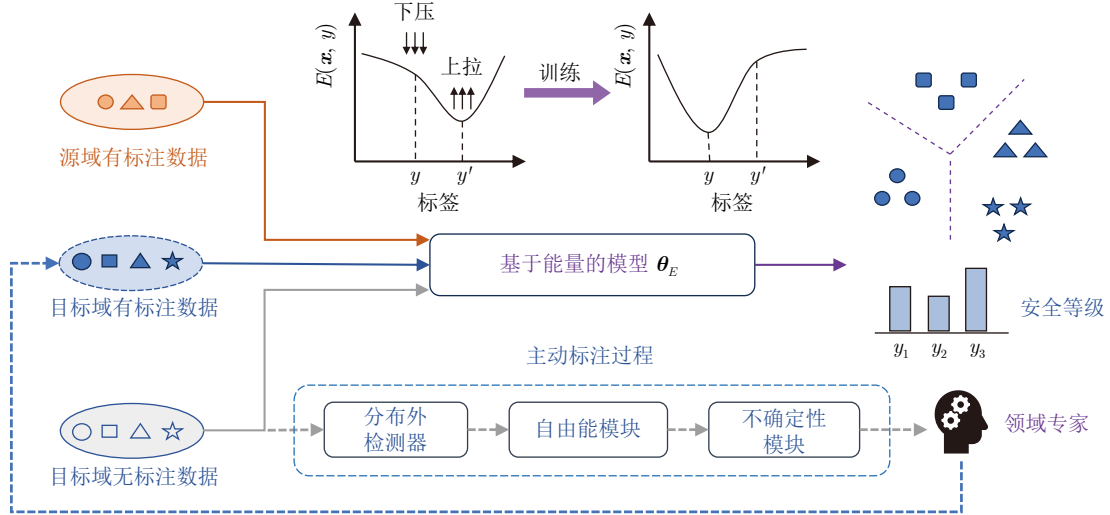 下压
上拉
E(x, y)
y
y′
标签
训练
E(x, y)
y
y′
标签
源域有标注数据
目标域有标注数据
基于能量的模型 θ_E
安全等级
y₁
y₂
y₃
主动标注过程
分布外
检测器
自由能模块
不确定性
模块
领域专家
目标域无标注数据